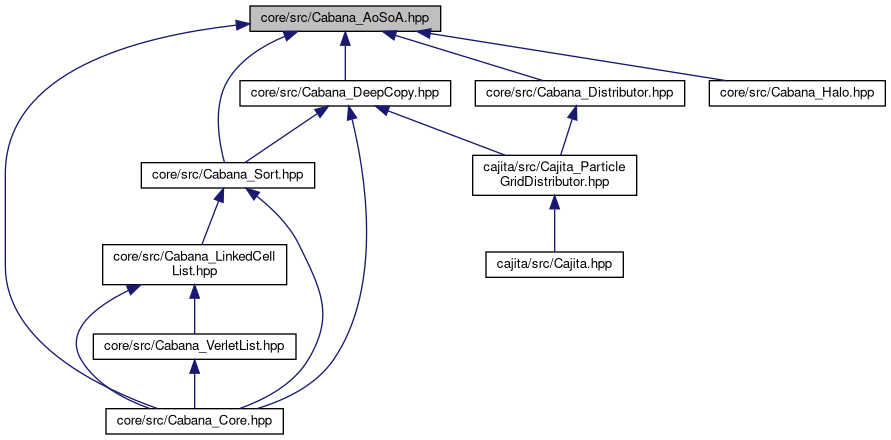 core/src/Cabana_AoSoA.hpp
core/src/Cabana_DeepCopy.hpp
core/src/Cabana_Distributor.hpp
core/src/Cabana_Halo.hpp
core/src/Cabana_Sort.hpp
cajita/src/Cajita_Particle
GridDistributor.hpp
core/src/Cabana_LinkedCell
List.hpp
cajita/src/Cajita.hpp
core/src/Cabana_VerletList.hpp
core/src/Cabana_Core.hpp